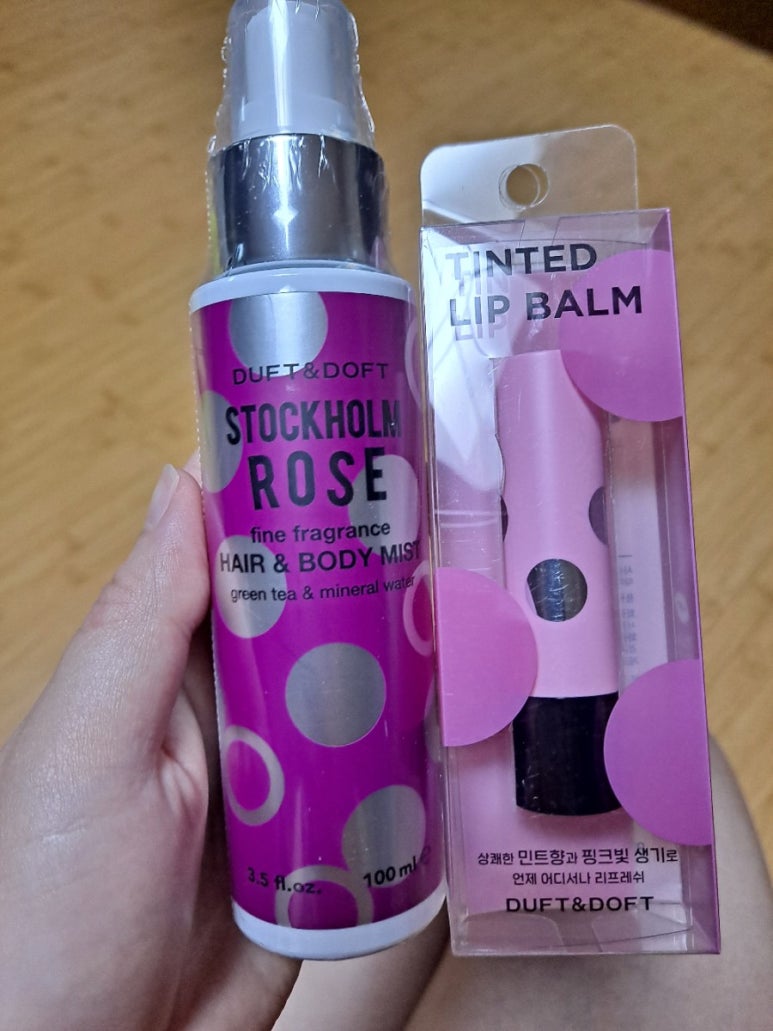 DUFT&DOFT
STOCKHOLM
ROSE
fine fragrance
HAIR & BODY MIST
green tea & mineral water
3.5 fl.oz. 100 ml ℮
TINTED
LIP BALM
상쾌한 민트향과 핑크빛 생기로
언제 어디서나 리프레쉬
DUFT&DOFT